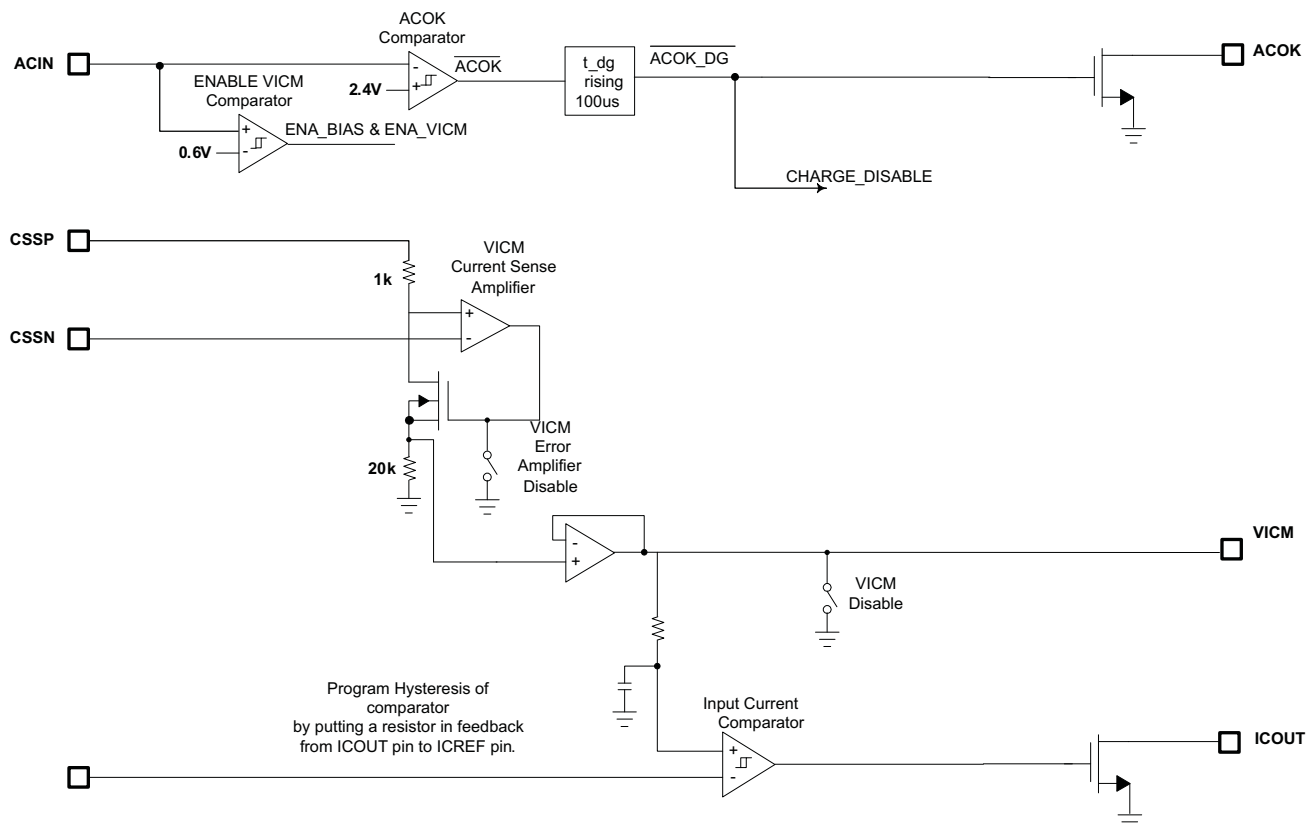 ACOK
Comparator
ACIN
ACOK
ENABLE VICM
Comparator
-
+
2.4V
ACOK
t_dg
rising
100us
ACOK_DG
+
-
0.6V
ENA_BIAS & ENA_VICM
CHARGE_DISABLE
CSSP
VICM
Current Sense
Amplifier
1k
+
-
CSSN
VICM
Error
Amplifier
Disable
20k
-
+
VICM
VICM
Disable
Program Hysteresis of
comparator
by putting a resistor in feedback
from ICOUT pin to ICREF pin.
Input Current
Comparator
+
-
ICOUT